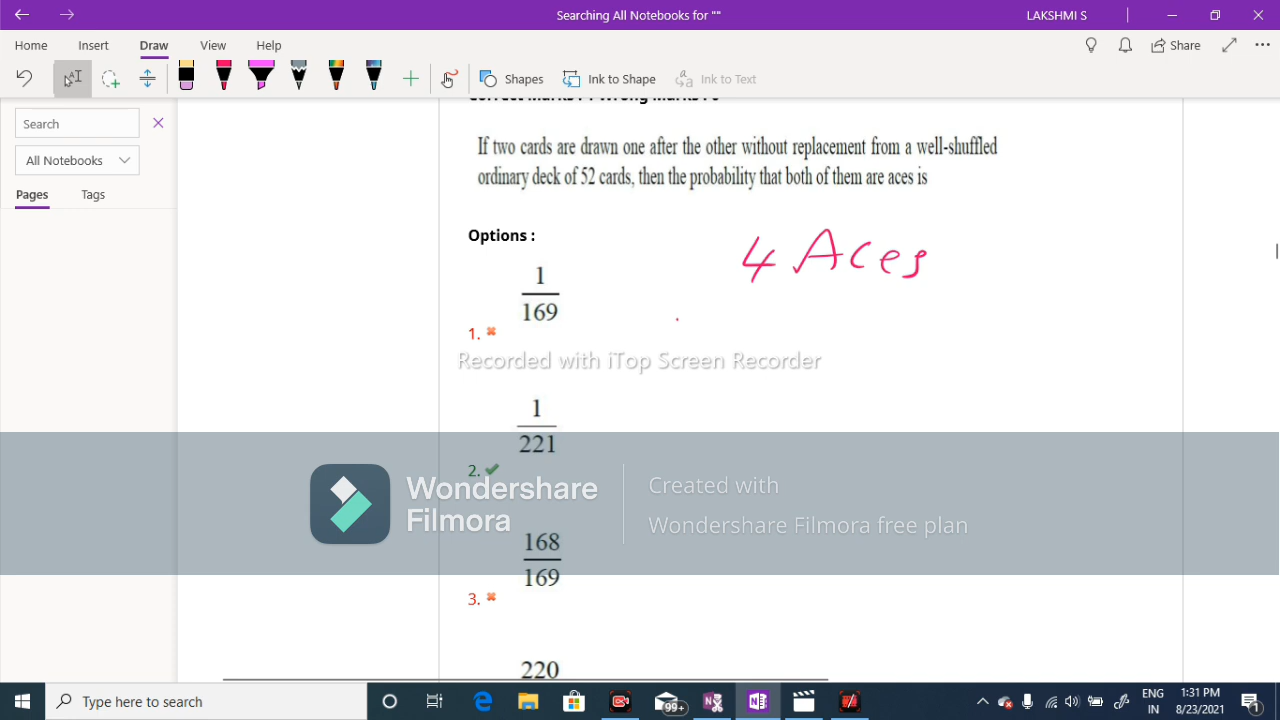 Searching All Notebooks for ""
LAKSHMI S
Home Insert Draw View Help
Share
Shapes
Ink to Shape
Ink to Text
Search
All Notebooks
Pages Tags
If two cards are drawn one after the other without replacement from a well-shuffled
ordinary deck of 52 cards, then the probability that both of them are aces is
Options :
4 Aces
1
169
1.
Recorded with iTop Screen Recorder
1
221
2.
Wondershare
Filmora
Created with
Wondershare Filmora free plan
168
169
3.
220
Type here to search
99+
ENG
IN
1:31 PM
8/23/2021
1